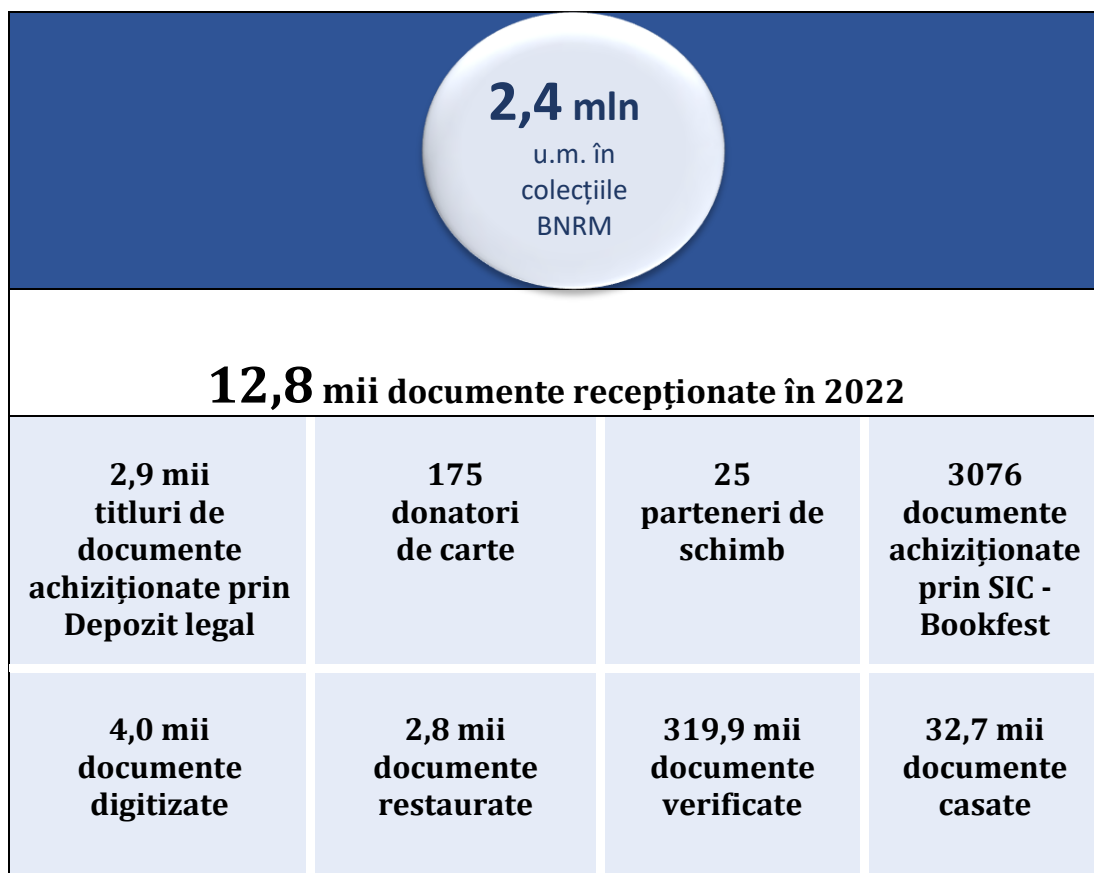 2,4 mln
u.m. în
colecțiile
BNRM
12,8 mii documente recepționate în 2022
2,9 mii
titluri de
documente
achiziționate prin
Depozit legal
175
donatori
de carte
25
parteneri de
schimb
3076
documente
achiziționate
prin SIC -
Bookfest
4,0 mii
documente
digitizate
2,8 mii
documente
restaurate
319,9 mii
documente
verificate
32,7 mii
documente
casate